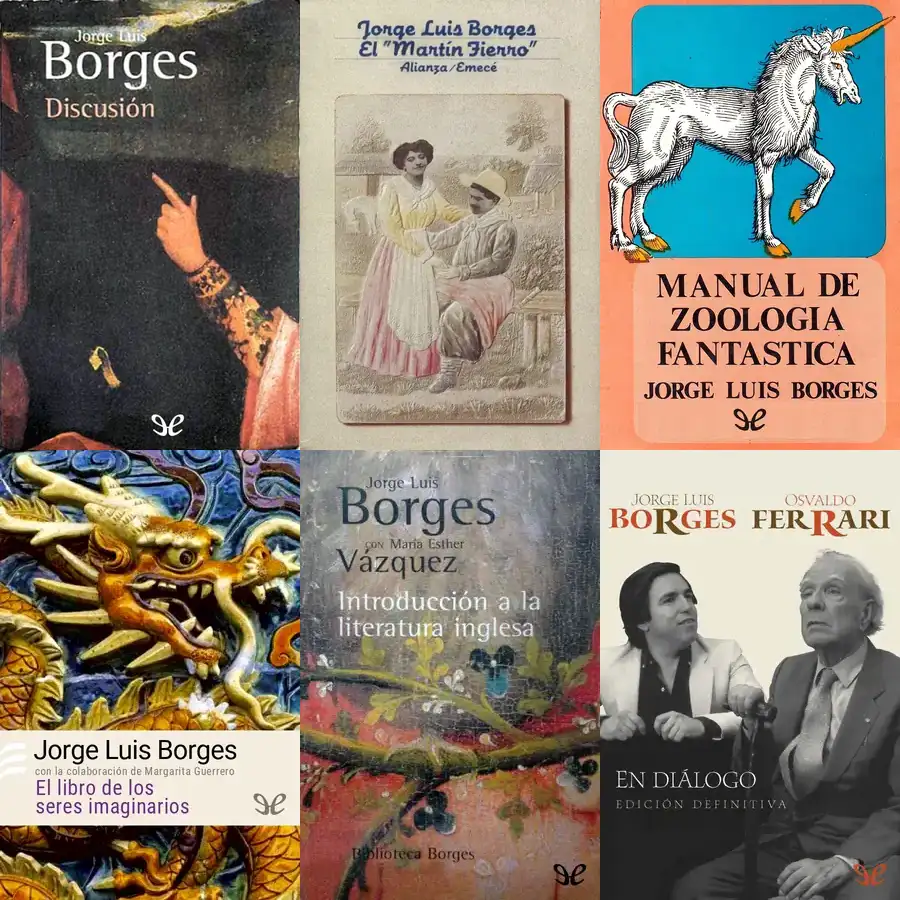 Jorge Luis
Borges
Discusión
Jorge Luis Borges
El "Martín Fierro"
Alianza/Emecé
MANUAL DE
ZOOLOGIA
FANTASTICA
JORGE LUIS BORGES
Jorge Luis Borges
con la colaboración de Margarita Guerrero
El libro de los
seres imaginarios
Jorge Luis
Borges
CON María Esther
Vázquez
Introducción a la
literatura inglesa
Biblioteca Borges
JORGE LUIS
BORGES
OSVALDO
FERRARI
EN DIÁLOGO
EDICIÓN DEFINITIVA